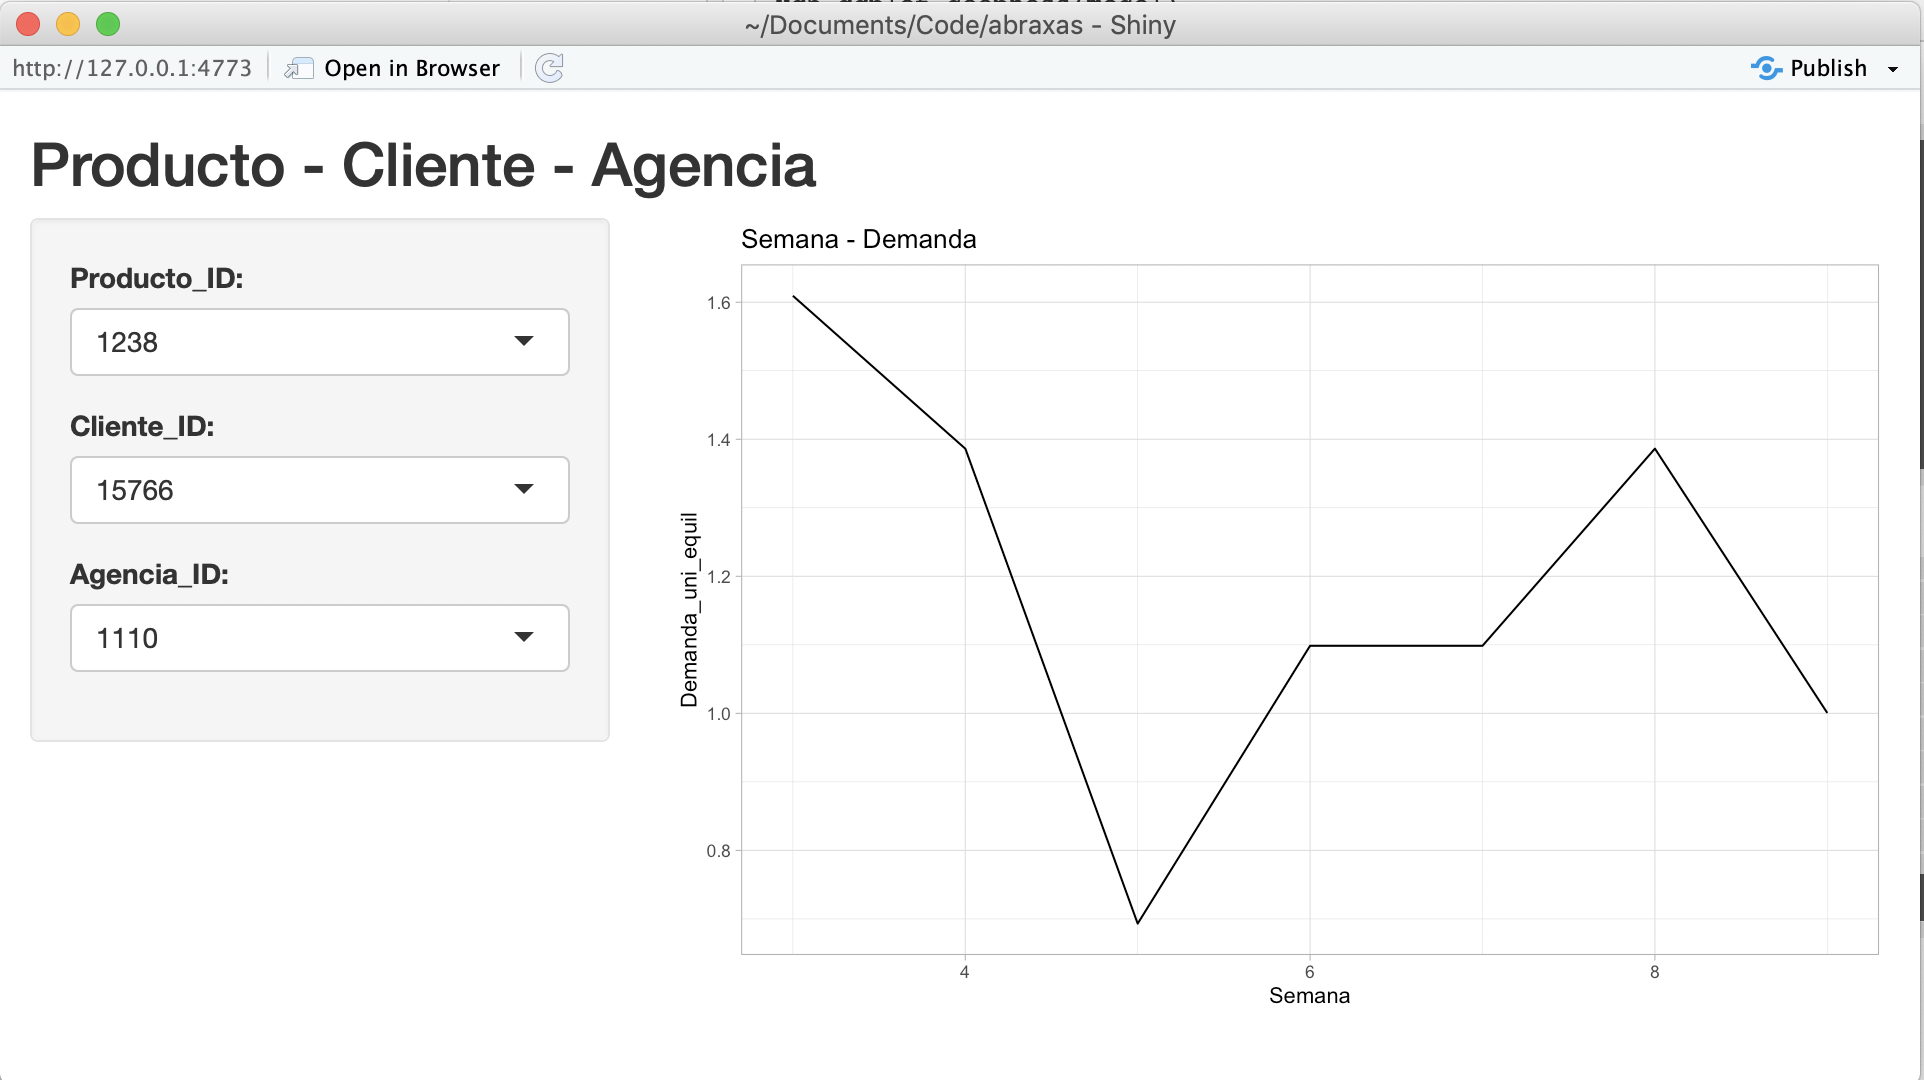 ~/Documents/Code/abraxas - Shiny
http://127.0.0.1:4773
Open in Browser
Publish
Producto - Cliente - Agencia
Producto_ID:
1238
Cliente_ID:
15766
Agencia_ID:
1110
Semana - Demanda
Demanda_uni_equil
1.6
1.4
1.2
1.0
0.8
4 6 8
Semana